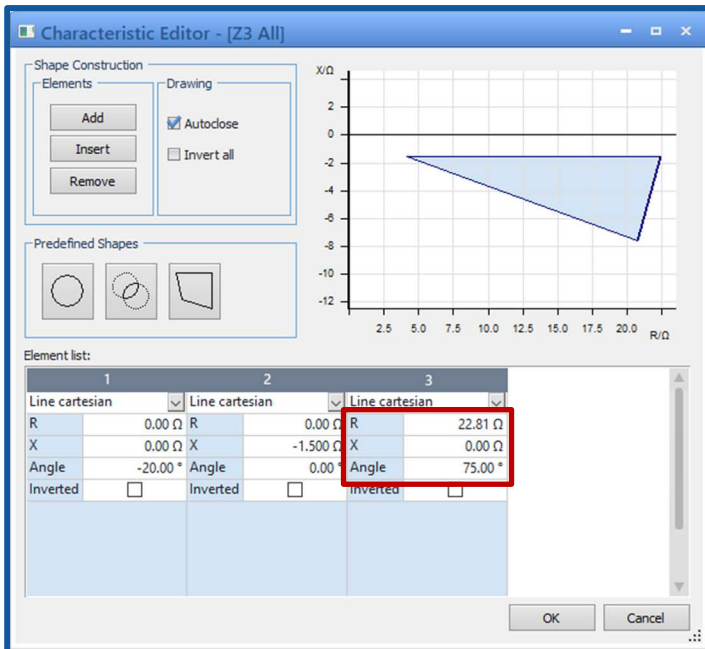 Characteristic Editor - [Z3 All]
Shape Construction
Elements
Add
Insert
Remove
Drawing
Autoclose
Invert all
Predefined Shapes
X/Ω
2
0
-2
-4
-6
-8
-10
-12
2.5 5.0 7.5 10.0 12.5 15.0 17.5 20.0 R/Ω
Element list:
1 2 3
Line cartesian Line cartesian Line cartesian
R 0.00 Ω R 0.00 Ω R 22.81 Ω
X 0.00 Ω X -1.500 Ω X 0.00 Ω
Angle -20.00 ° Angle 0.00 ° Angle 75.00 °
Inverted Inverted Inverted
OK Cancel